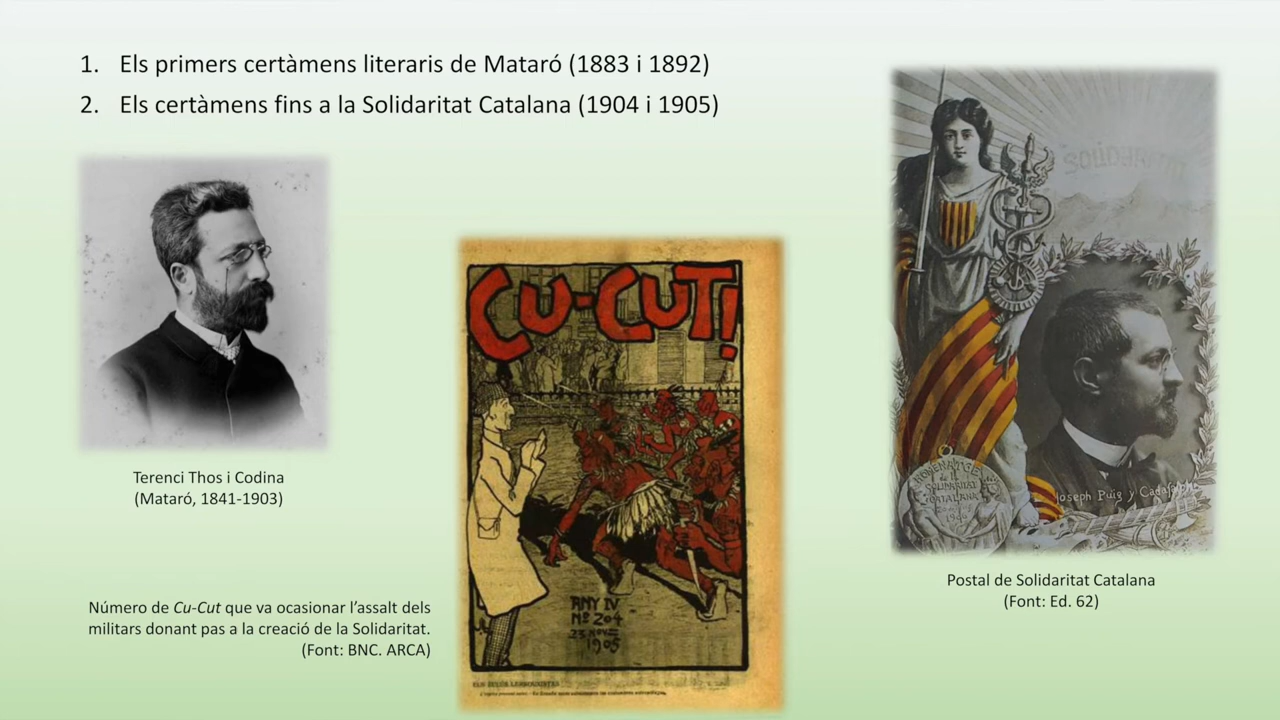 1. Els primers certàmens literaris de Mataró (1883 i 1892)
2. Els certàmens fins a la Solidaritat Catalana (1904 i 1905)
Terenci Thos i Codina
(Mataró, 1841-1903)
Número de Cu-Cut que va ocasionar l'assalt dels
militars donant pas a la creació de la Solidaritat.
(Font: BNC. ARCA)
CU-CUT!
ANY IV
Nº 204
23 NOV
1905
SOLIDARITAT
HOMENATGE
de la
SOLIDARITAT
CATALANA
Joseph Puig y Cadafalch
Postal de Solidaritat Catalana
(Font: Ed. 62)